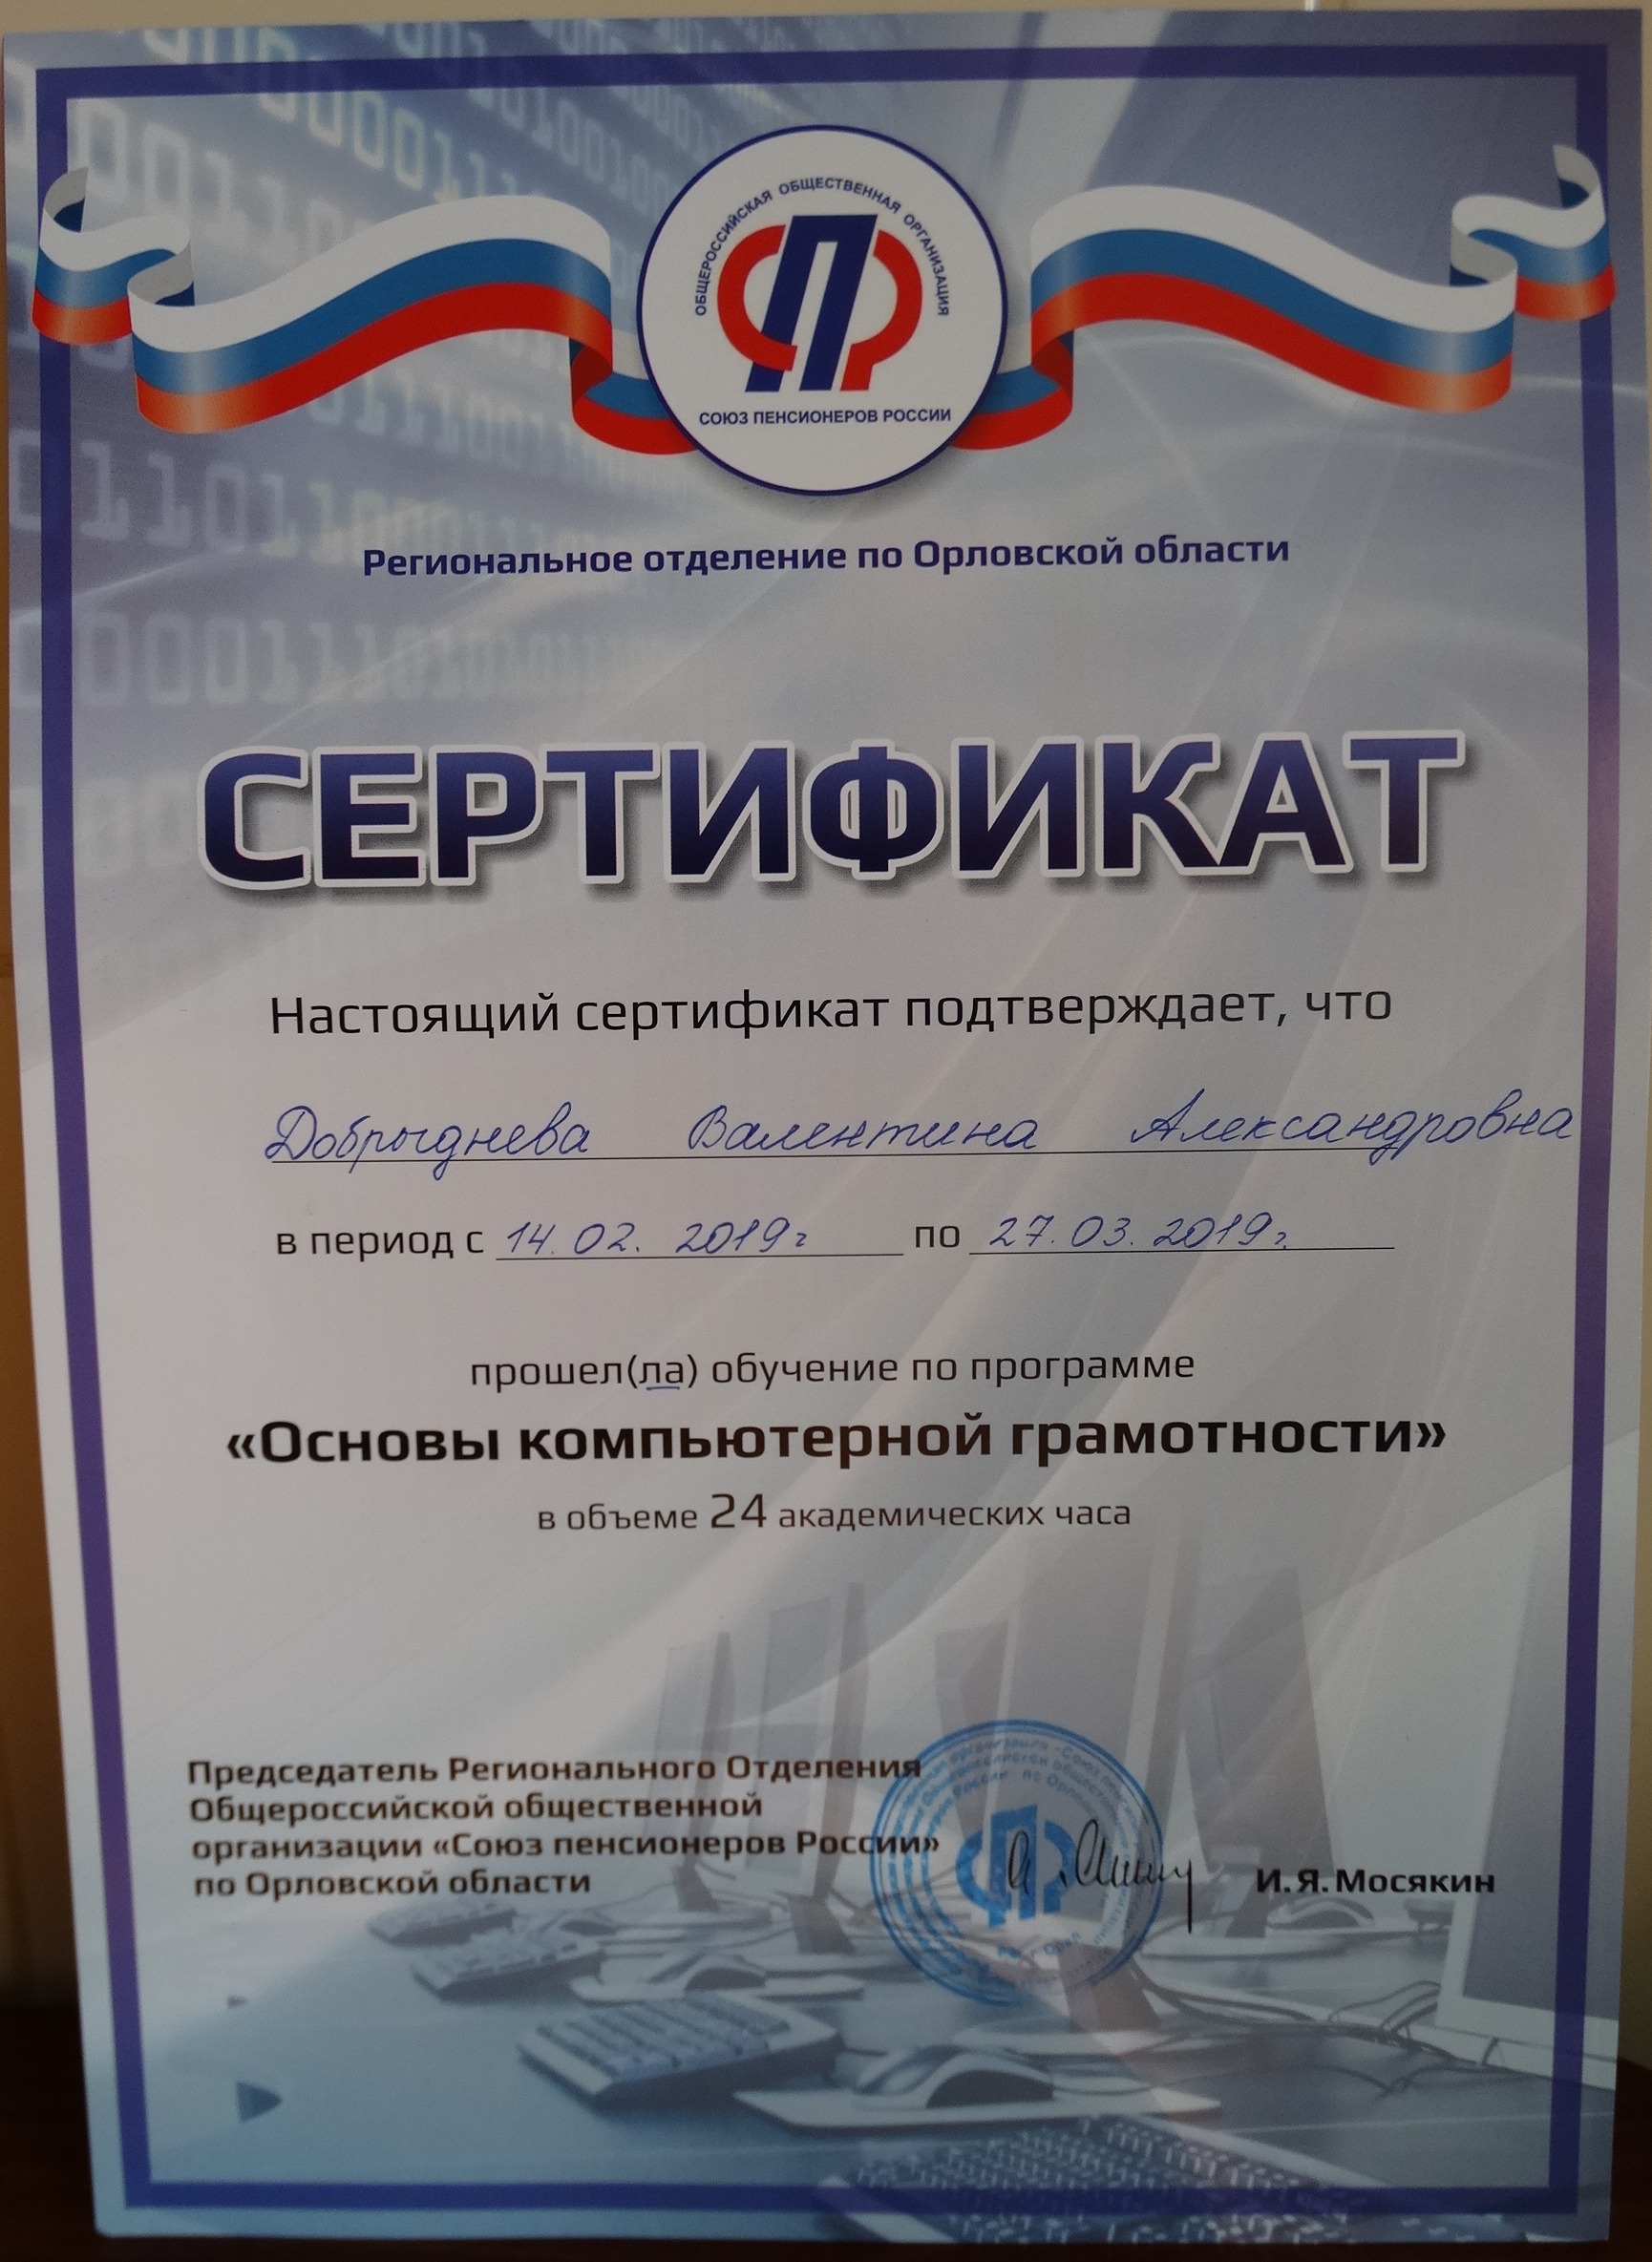 ОБЩЕРОССИЙСКАЯ ОБЩЕСТВЕННАЯ ОРГАНИЗАЦИЯ
СОЮЗ ПЕНСИОНЕРОВ РОССИИ
Региональное отделение по Орловской области
СЕРТИФИКАТ
Настоящий сертификат подтверждает, что
Добрыднева Валентина Александровна
в период с 14.02.2019г по 27.03.2019г.
прошел(ла) обучение по программе
«Основы компьютерной грамотности»
в объеме 24 академических часа
Председатель Регионального Отделения
Общероссийской общественной
организации «Союз пенсионеров России»
по Орловской области
И.Я.Мосякин